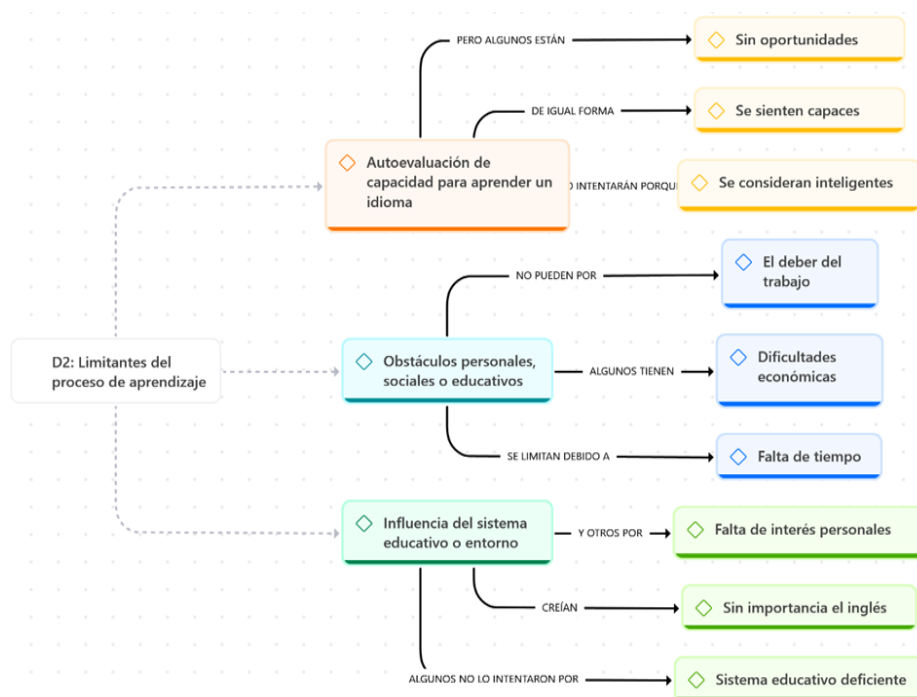 PERO ALGUNOS ESTÁN
Sin oportunidades
DE IGUAL FORMA
Se sienten capaces
Autoevaluación de
capacidad para aprender un
idioma
INTENTARÁN
Se consideran inteligentes
NO PUEDEN POR
El deber del
trabajo
D2: Limitantes del
proceso de aprendizaje
Obstáculos personales,
sociales o educativos
ALGUNOS TIENEN
Dificultades
económicas
SE LIMITAN DEBIDO A
Falta de tiempo
Influencia del sistema
educativo o entorno
Y OTROS POR
Falta de interés personales
CREÍAN
Sin importancia el inglés
ALGUNOS NO LO INTENTARON POR
Sistema educativo deficiente